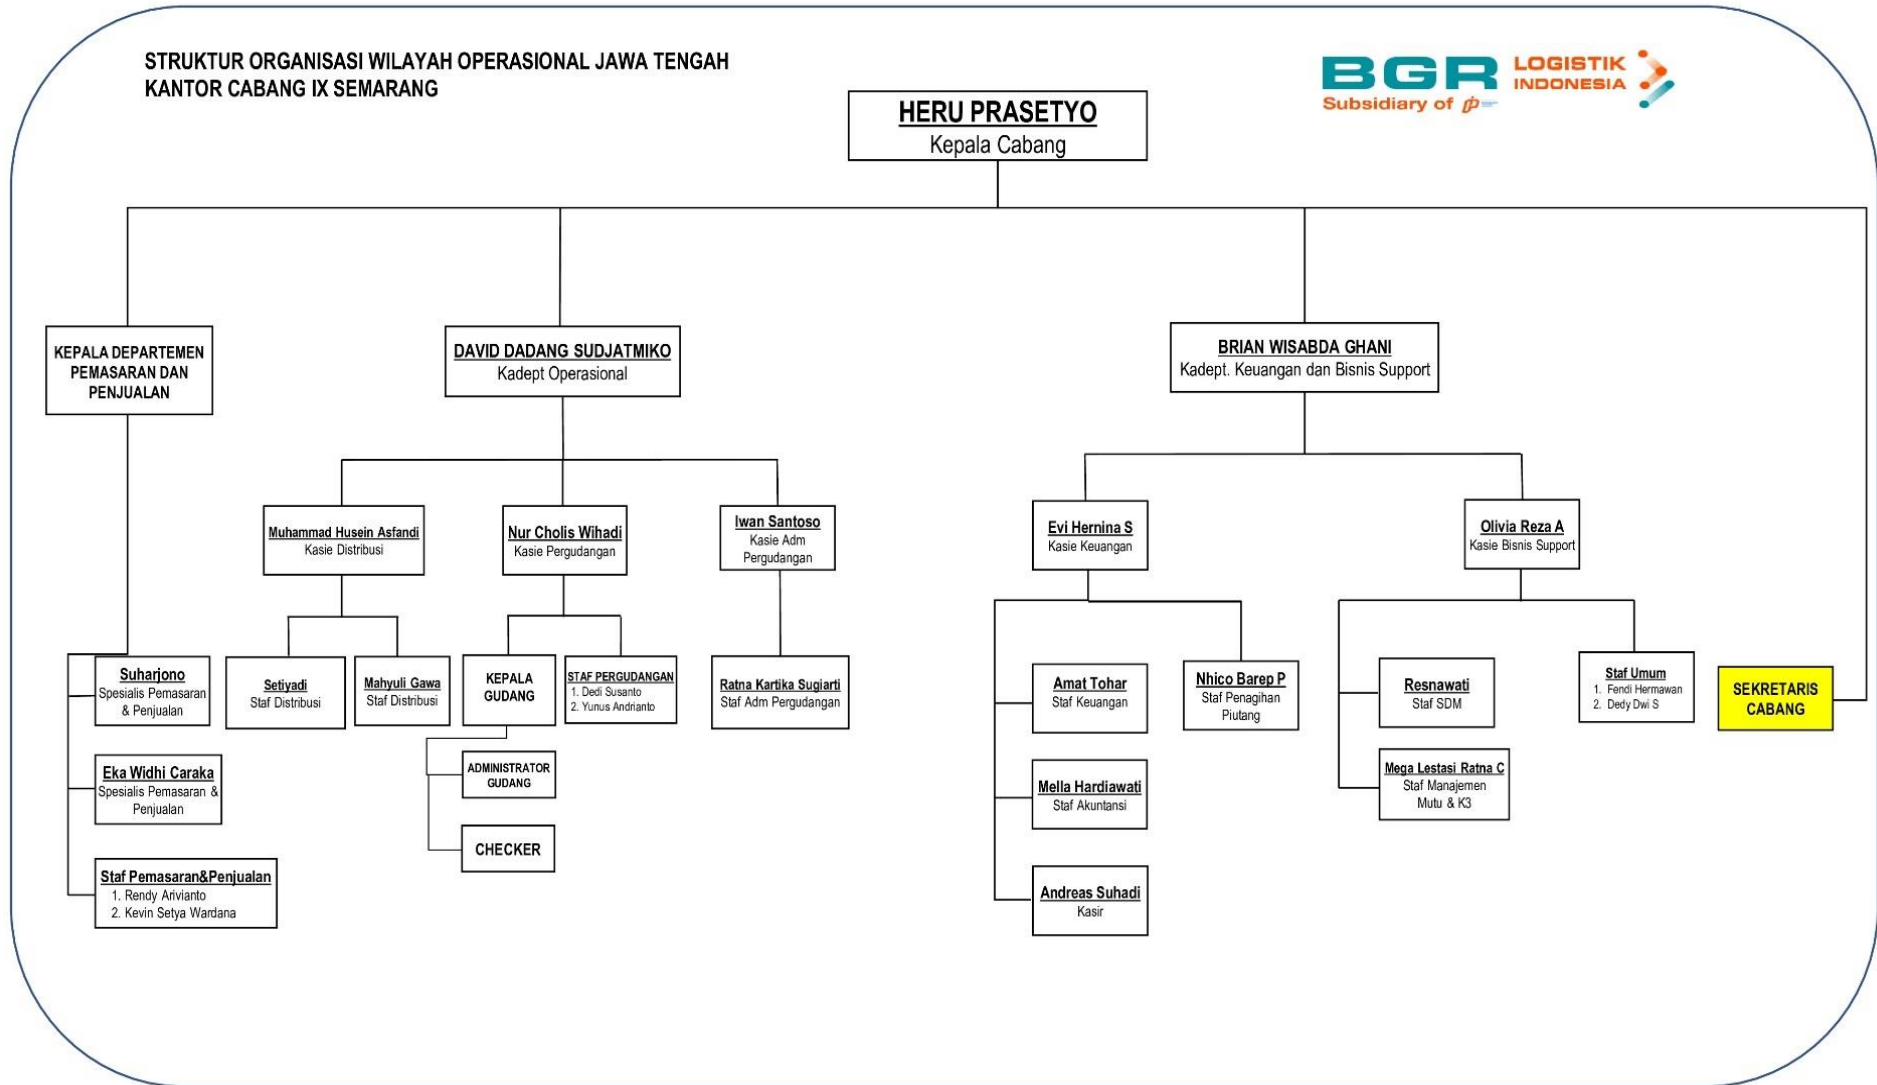 STRUKTUR ORGANISASI WILAYAH OPERASIONAL JAWA TENGAH
KANTOR CABANG IX SEMARANG
BGR LOGISTIK
INDONESIA
Subsidiary of
HERU PRASETYO
Kepala Cabang
KEPALA DEPARTEMEN
PEMASARAN DAN
PENJUALAN
DAVID DADANG SUDJATMIKO
Kadept Operasional
BRIAN WISABDA GHANI
Kadept. Keuangan dan Bisnis Support
Muhammad Husein Asfandi
Kasie Distribusi
Nur Cholis Wihadi
Kasie Pergudangan
Iwan Santoso
Kasie Adm
Pergudangan
Evi Hernina S
Kasie Keuangan
Olivia Reza A
Kasie Bisnis Support
Suharjono
Spesialis Pemasaran
& Penjualan
Setiyadi
Staf Distribusi
Mahyuli Gawa
Staf Distribusi
KEPALA
GUDANG
STAF PERGUDANGAN
1. Dedi Susanto
2. Yunus Andrianto
Ratna Kartika Sugiarti
Staf Adm Pergudangan
Amat Tohar
Staf Keuangan
Nhico Barep P
Staf Penagihan
Piutang
Resnawati
Staf SDM
Staf Umum
1. Fendi Hermawan
2. Dedy Dwi S
SEKRETARIS
CABANG
Eka Widhi Caraka
Spesialis Pemasaran &
Penjualan
ADMINISTRATOR
GUDANG
Mella Hardiawati
Staf Akuntansi
Mega Lestasi Ratna C
Staf Manajemen
Mutu & K3
CHECKER
Staf Pemasaran&Penjualan
1. Rendy Arivianto
2. Kevin Setya Wardana
Andreas Suhadi
Kasir